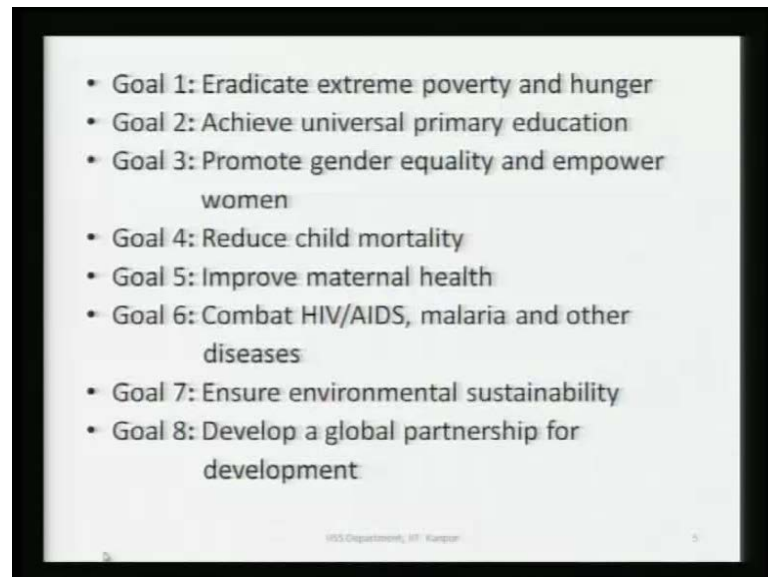 • Goal 1: Eradicate extreme poverty and hunger
• Goal 2: Achieve universal primary education
• Goal 3: Promote gender equality and empower
women
• Goal 4: Reduce child mortality
• Goal 5: Improve maternal health
• Goal 6: Combat HIV/AIDS, malaria and other
diseases
• Goal 7: Ensure environmental sustainability
• Goal 8: Develop a global partnership for
development
HSS Department, IIT Kanpur
5